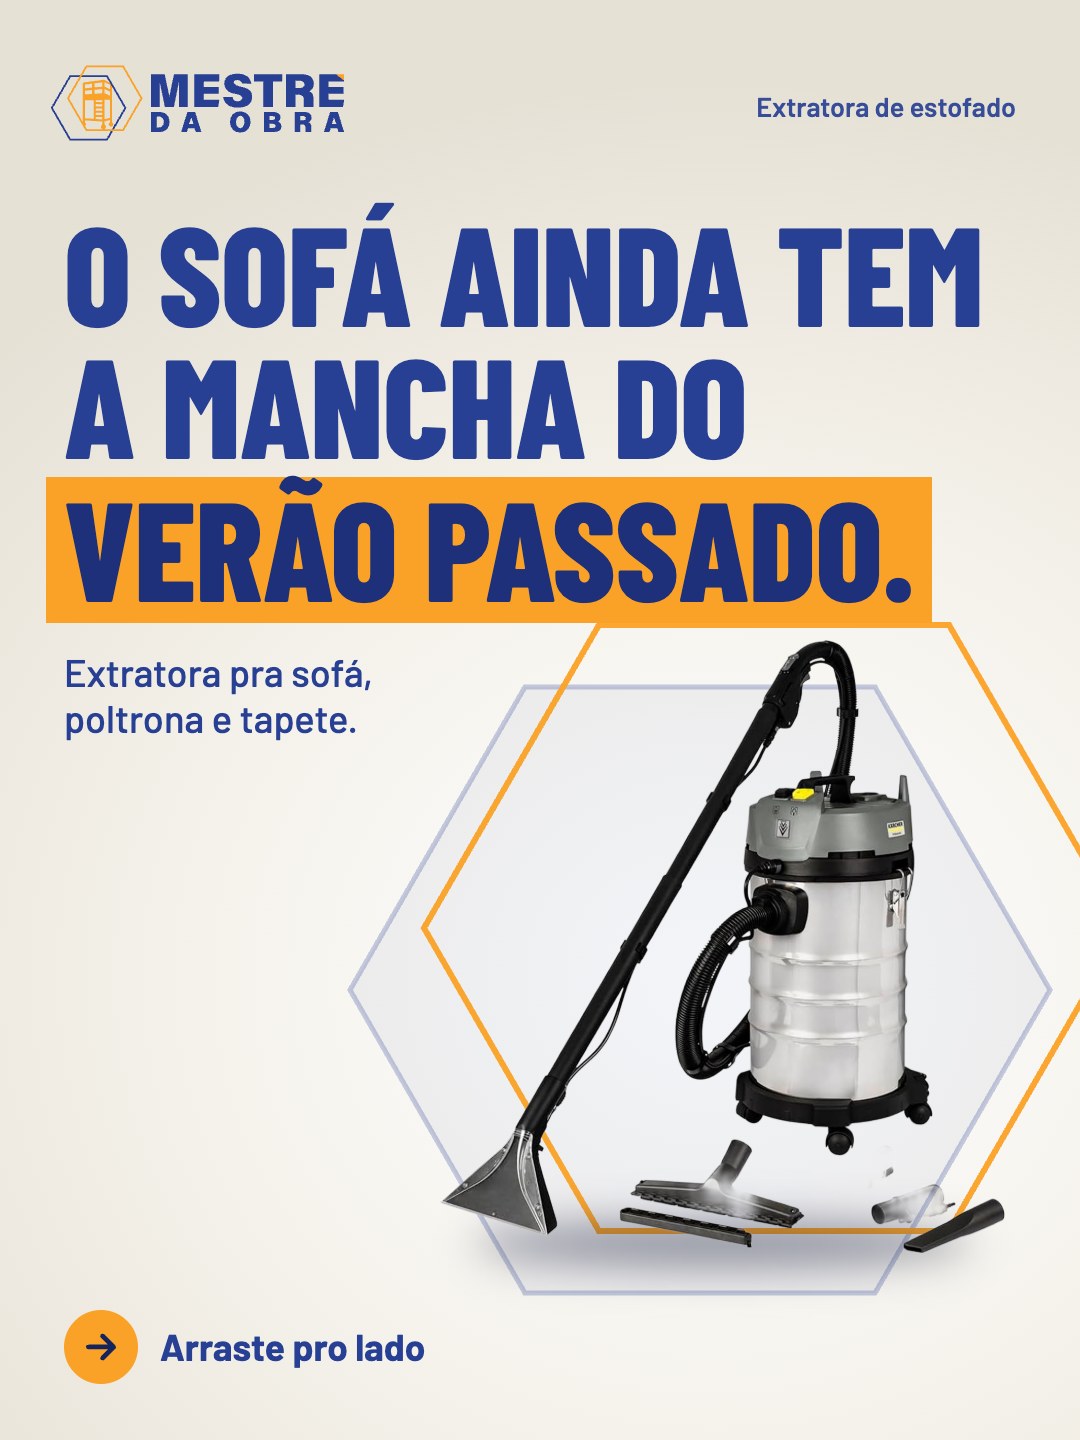 MESTRE
DA OBRA
Extratora de estofado
O SOFÁ AINDA TEM
A MANCHA DO
VERÃO PASSADO.
Extratora pra sofá,
poltrona e tapete.
KARCHER
Arraste pro lado